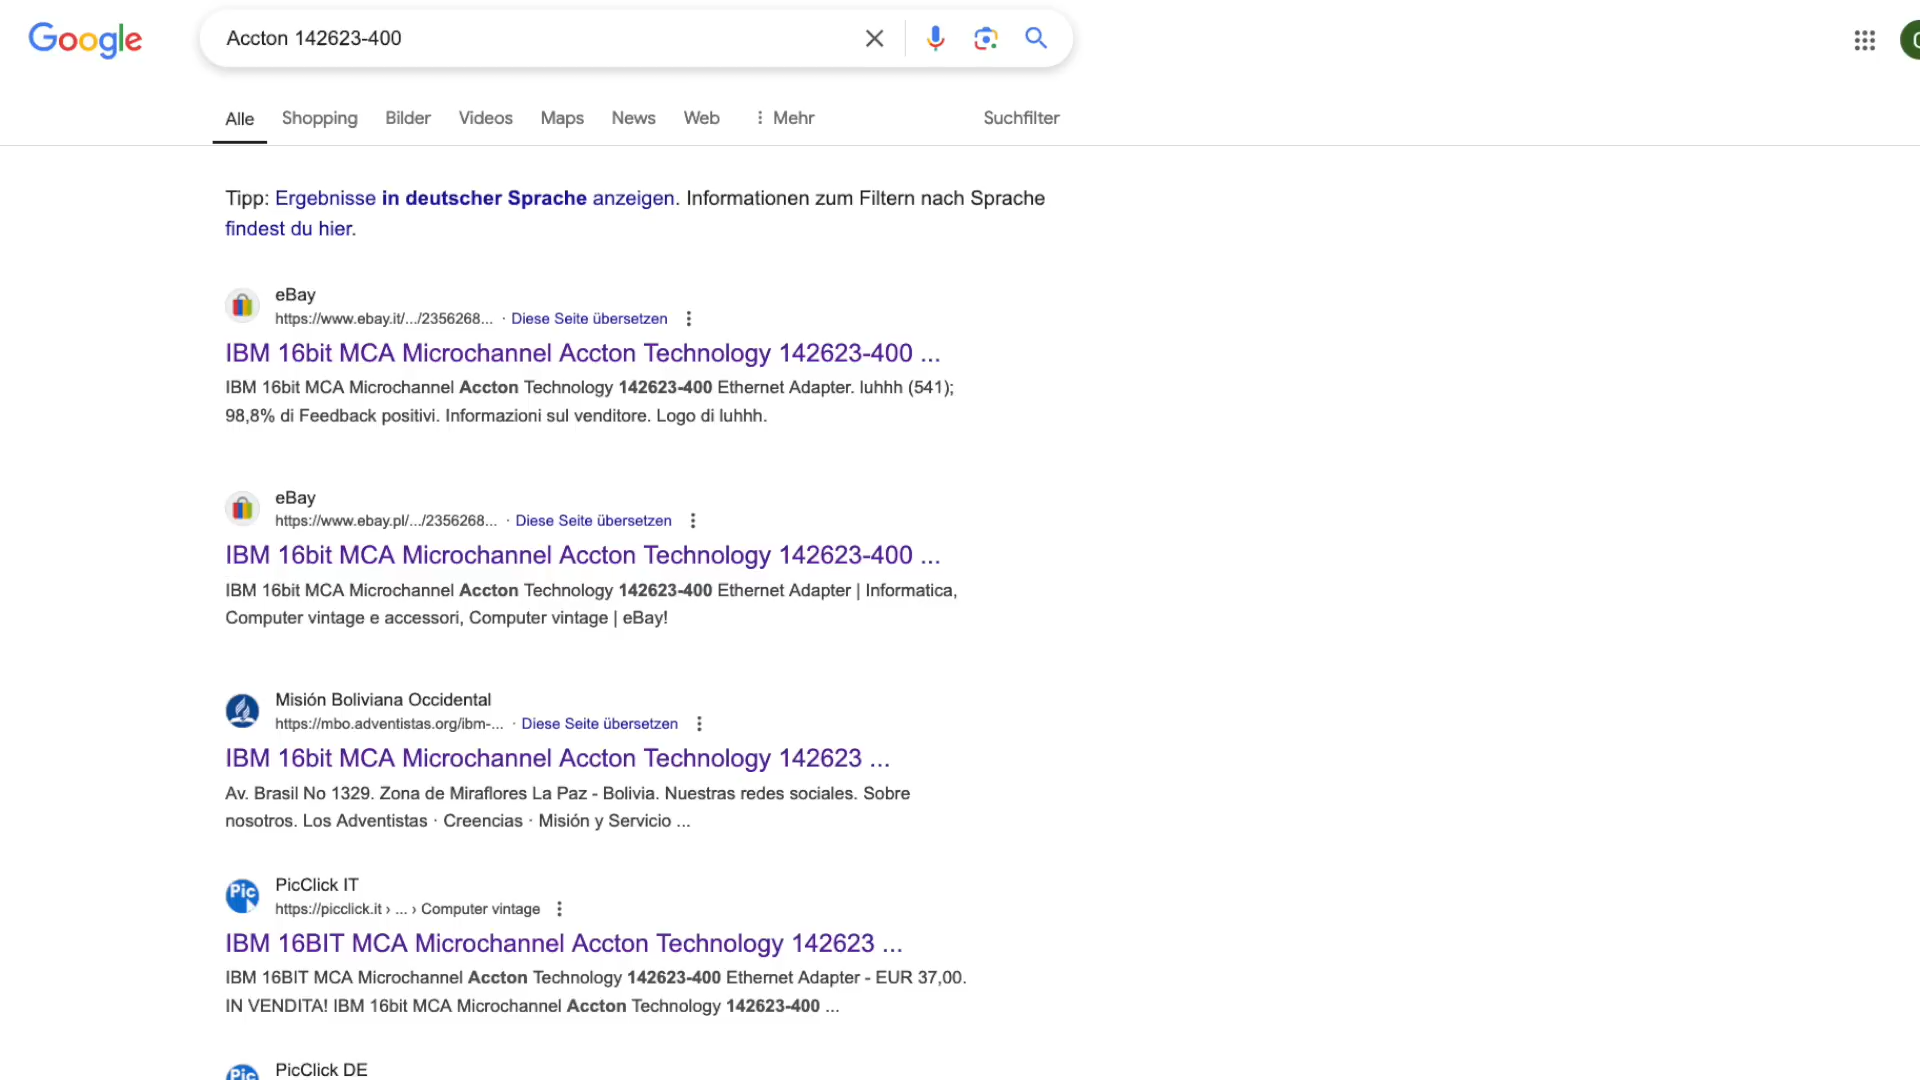 Google
Accton 142623-400
Alle Shopping Bilder Videos Maps News Web Mehr Suchfilter
Tipp: Ergebnisse in deutscher Sprache anzeigen. Informationen zum Filtern nach Sprache
findest du hier.
eBay
https://www.ebay.it/.../2356268... · Diese Seite übersetzen
IBM 16bit MCA Microchannel Accton Technology 142623-400 ...
IBM 16bit MCA Microchannel Accton Technology 142623-400 Ethernet Adapter. luhhh (541);
98,8% di Feedback positivi. Informazioni sul venditore. Logo di luhhh.
eBay
https://www.ebay.pl/.../2356268... · Diese Seite übersetzen
IBM 16bit MCA Microchannel Accton Technology 142623-400 ...
IBM 16bit MCA Microchannel Accton Technology 142623-400 Ethernet Adapter | Informatica,
Computer vintage e accessori, Computer vintage | eBay!
Misión Boliviana Occidental
https://mbo.adventistas.org/ibm-... · Diese Seite übersetzen
IBM 16bit MCA Microchannel Accton Technology 142623 ...
Av. Brasil No 1329. Zona de Miraflores La Paz - Bolivia. Nuestras redes sociales. Sobre
nosotros. Los Adventistas · Creencias · Misión y Servicio ...
Pic
PicClick IT
https://picclick.it › ... › Computer vintage
IBM 16BIT MCA Microchannel Accton Technology 142623 ...
IBM 16BIT MCA Microchannel Accton Technology 142623-400 Ethernet Adapter - EUR 37,00.
IN VENDITA! IBM 16bit MCA Microchannel Accton Technology 142623-400 ...
Pic
PicClick DE